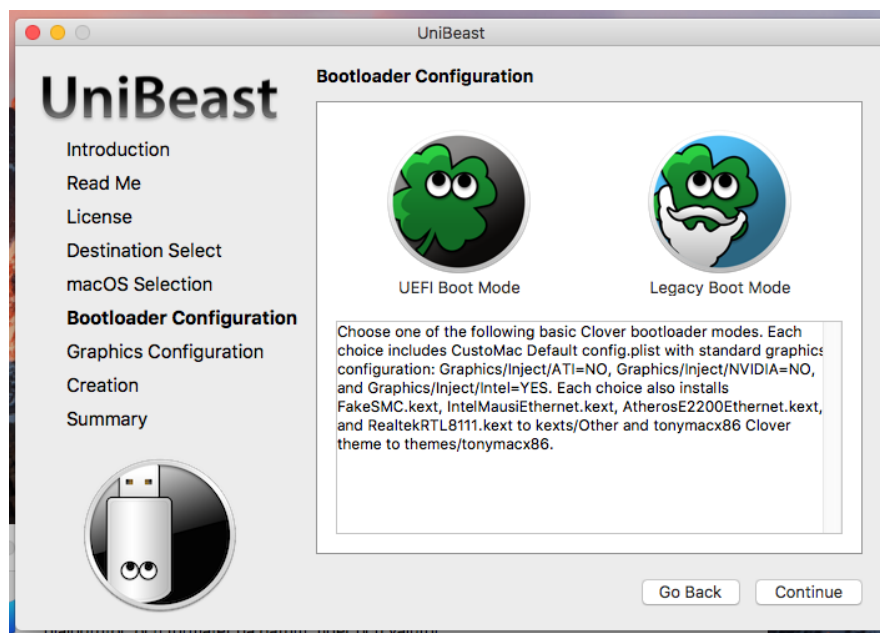 UniBeast
UniBeast
Introduction
Read Me
License
Destination Select
macOS Selection
Bootloader Configuration
Graphics Configuration
Creation
Summary
Bootloader Configuration
UEFI Boot Mode
Legacy Boot Mode
Choose one of the following basic Clover bootloader modes. Each
choice includes CustoMac Default config.plist with standard graphics
configuration: Graphics/Inject/ATI=NO, Graphics/Inject/NVIDIA=NO,
and Graphics/Inject/Intel=YES. Each choice also installs
FakeSMC.kext, IntelMausiEthernet.kext, AtherosE2200Ethernet.kext,
and RealtekRTL8111.kext to kexts/Other and tonymacx86 Clover
theme to themes/tonymacx86.
Go Back
Continue